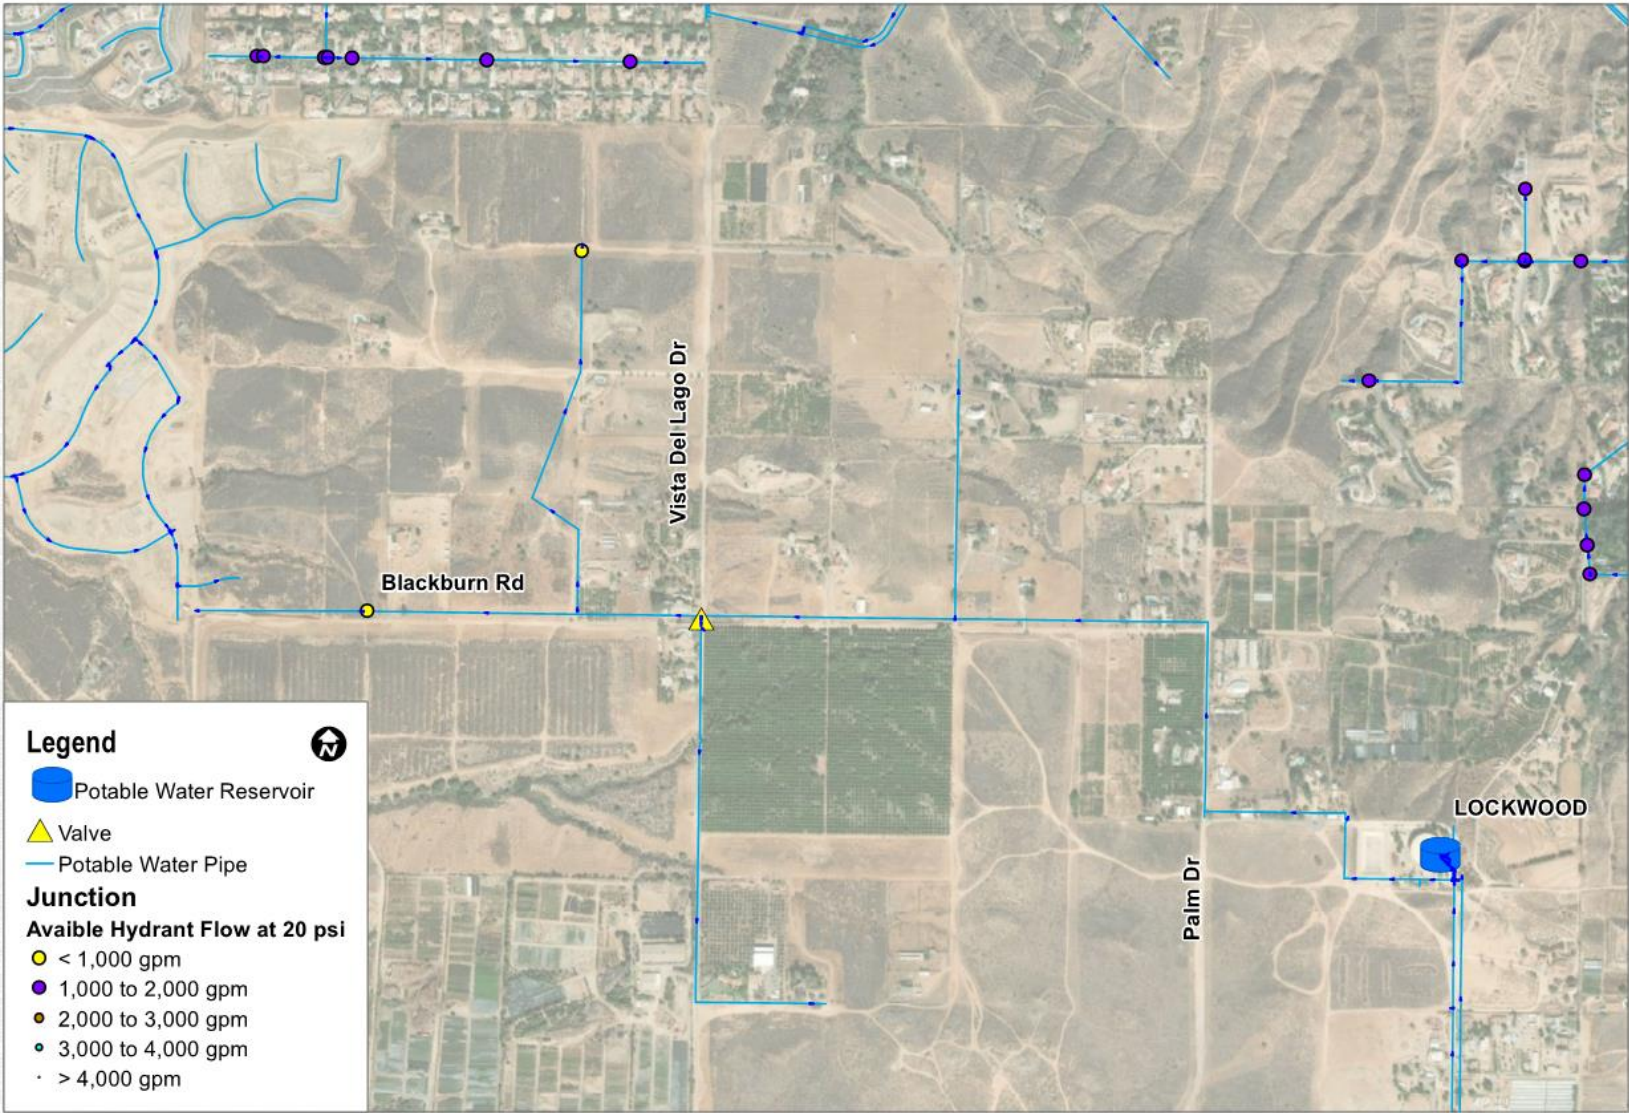 Vista Del Lago Dr
Blackburn Rd
LOCKWOOD
Palm Dr
Legend
N
Potable Water Reservoir
Valve
Potable Water Pipe
Junction
Avaible Hydrant Flow at 20 psi
< 1,000 gpm
1,000 to 2,000 gpm
2,000 to 3,000 gpm
3,000 to 4,000 gpm
> 4,000 gpm